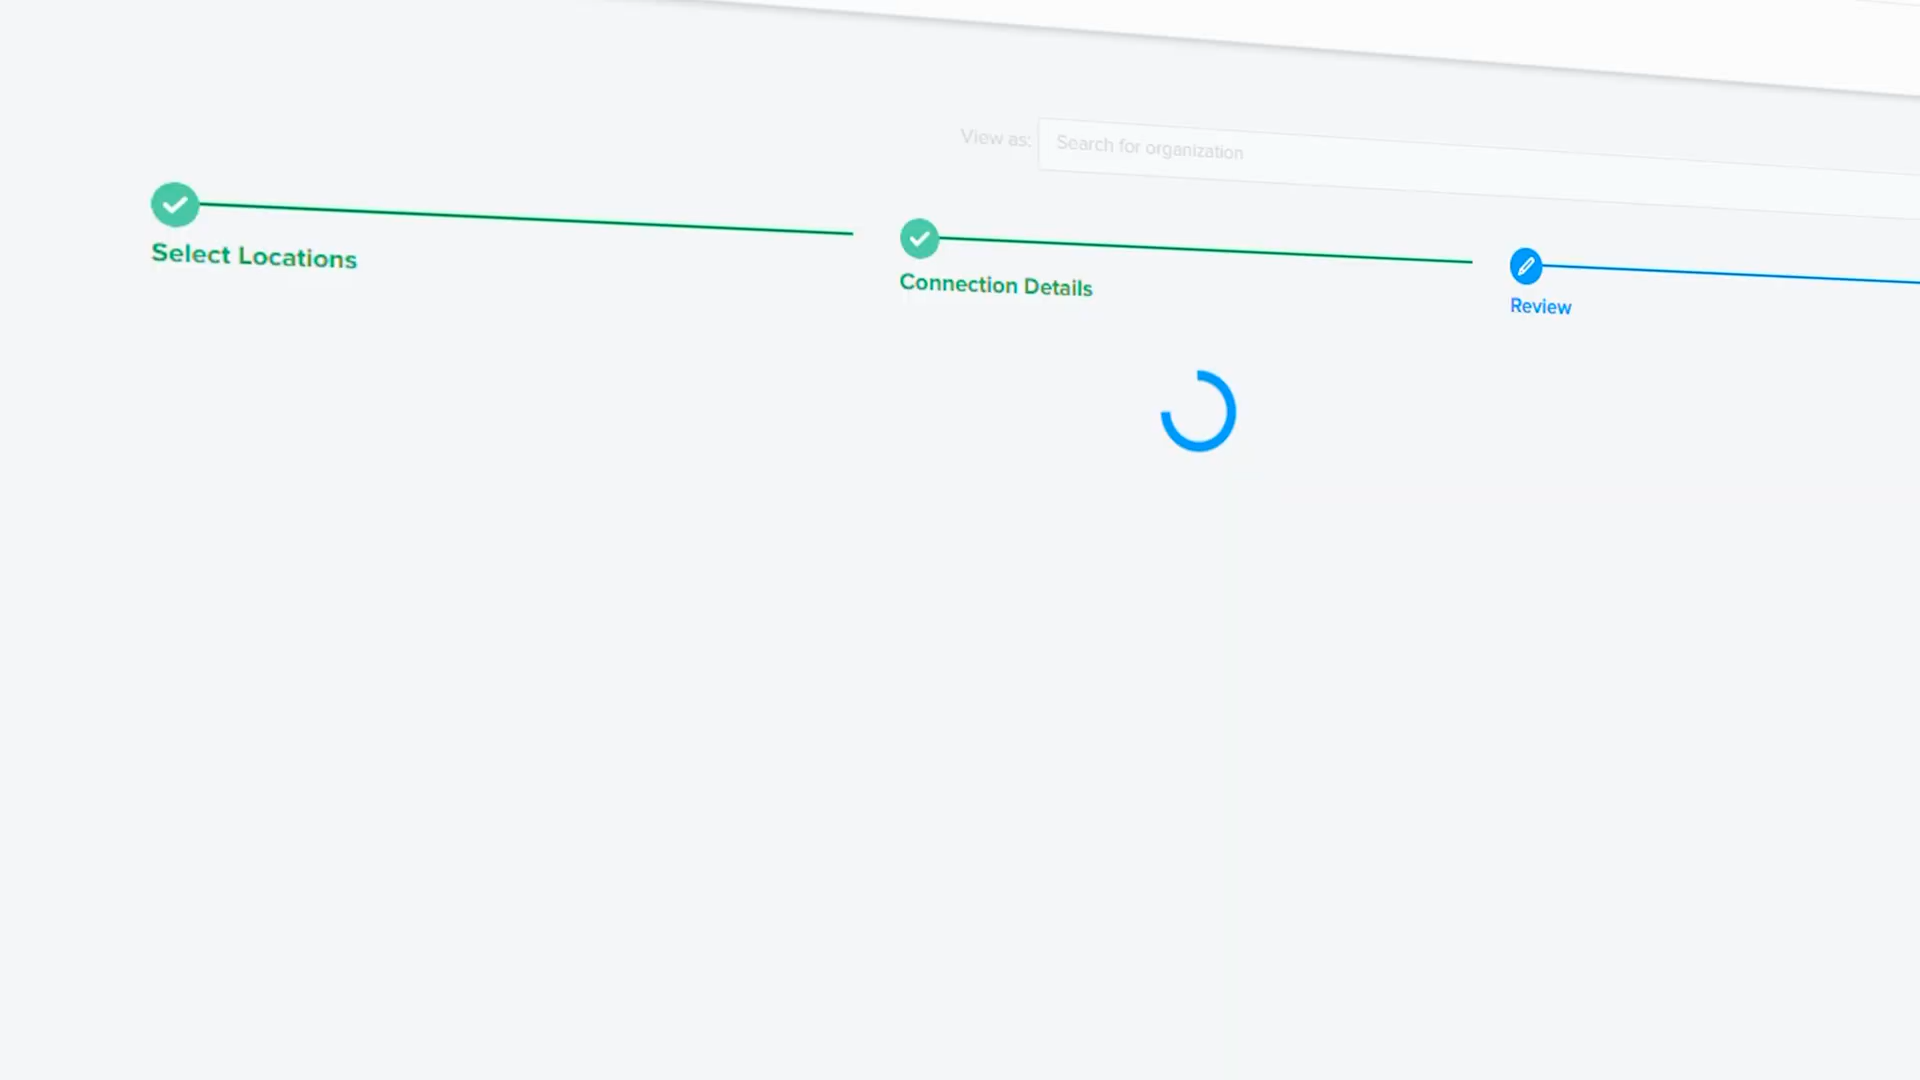 View as: Search for organization
Select Locations
Connection Details
Review